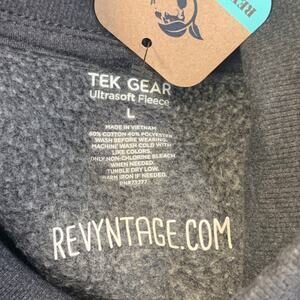 TEK GEAR
Ultrasoft Fleece
L
MADE IN VIETNAM
60% COTTON 40% POLYESTER
WASH BEFORE WEARING.
MACHINE WASH COLD WITH
LIKE COLORS.
ONLY NON-CHLORINE BLEACH
WHEN NEEDED.
TUMBLE DRY LOW.
WARM IRON IF NEEDED.
REVYNTAGE.COM